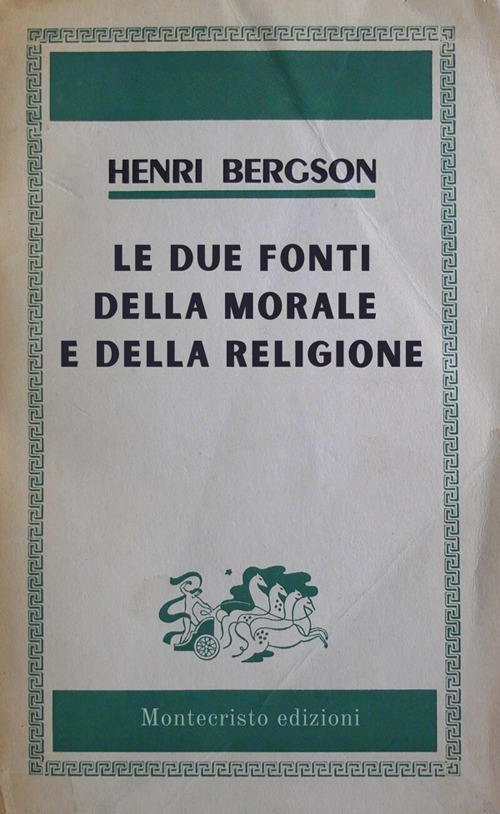 HENRI BERGSON
LE DUE FONTI
DELLA MORALE
E DELLA RELIGIONE
Montecristo edizioni